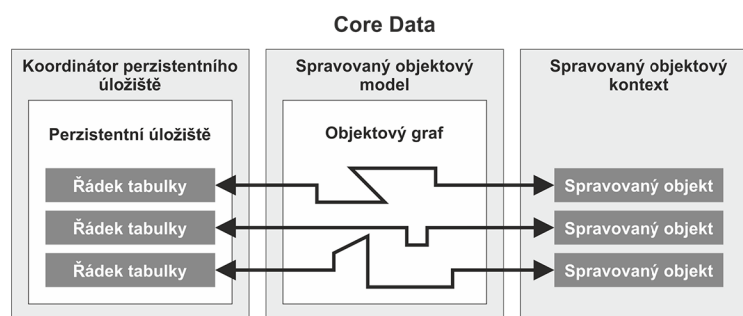 Core Data
Koordinátor perzistentního
úložiště
Perzistentní úložiště
Řádek tabulky
Řádek tabulky
Řádek tabulky
Spravovaný objektový
model
Objektový graf
Spravovaný objektový
kontext
Spravovaný objekt
Spravovaný objekt
Spravovaný objekt